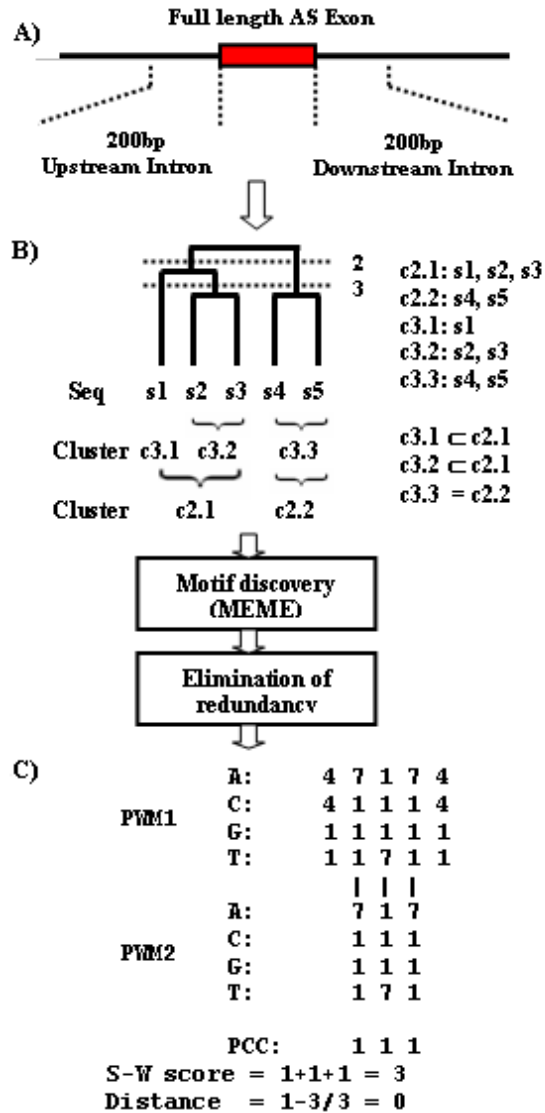 A)
Full length AS Exon
200bp
Upstream Intron
200bp
Downstream Intron
B)
2
3
c2.1: s1, s2, s3
c2.2: s4, s5
c3.1: s1
c3.2: s2, s3
c3.3: s4, s5
Seq s1 s2 s3 s4 s5
Cluster c3.1 c3.2 c3.3
Cluster c2.1 c2.2
c3.1 ⊂ c2.1
c3.2 ⊂ c2.1
c3.3 = c2.2
Motif discovery
(MEME)
Elimination of
redundancy
C)
PWM1
A: 4 7 1 7 4
C: 4 1 1 1 4
G: 1 1 1 1 1
T: 1 1 7 1 1
| | |
PWM2
A: 7 1 7
C: 1 1 1
G: 1 1 1
T: 1 7 1
PCC: 1 1 1
S-W score = 1+1+1 = 3
Distance = 1-3/3 = 0